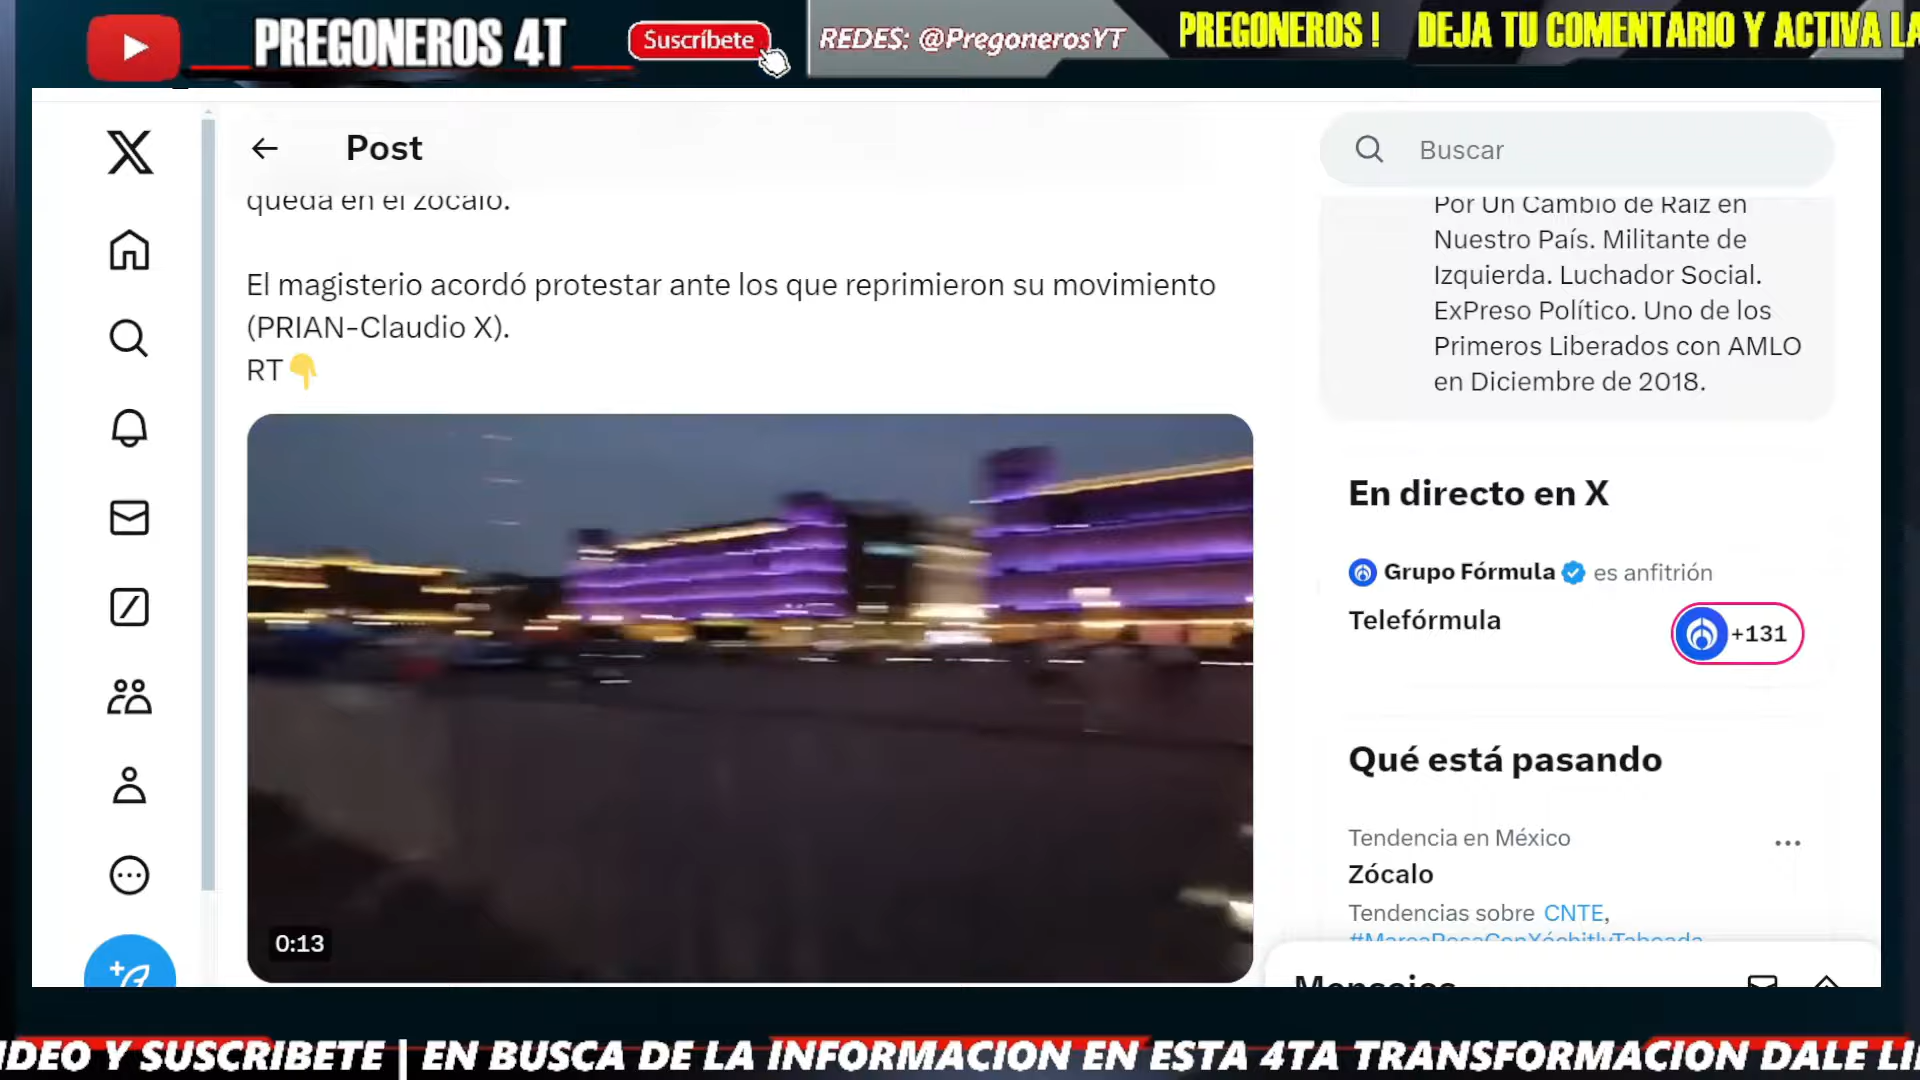 PREGONEROS 4T
Suscríbete
REDES: @PregonerosYT
PREGONEROS ! DEJA TU COMENTARIO Y ACTIVA LA
Post
queda en el zócalo.
El magisterio acordó protestar ante los que reprimieron su movimiento
(PRIAN-Claudio X).
RT👇
0:13
Buscar
Por Un Cambio de Raíz en
Nuestro País. Militante de
Izquierda. Luchador Social.
ExPreso Político. Uno de los
Primeros Liberados con AMLO
en Diciembre de 2018.
En directo en X
Grupo Fórmula es anfitrión
Telefórmula
+131
Qué está pasando
Tendencia en México
Zócalo
Tendencias sobre CNTE,
#MareaRosaConXóchitlyTaboada
Mensajes
IDEO Y SUSCRIBETE | EN BUSCA DE LA INFORMACION EN ESTA 4TA TRANSFORMACION DALE LI